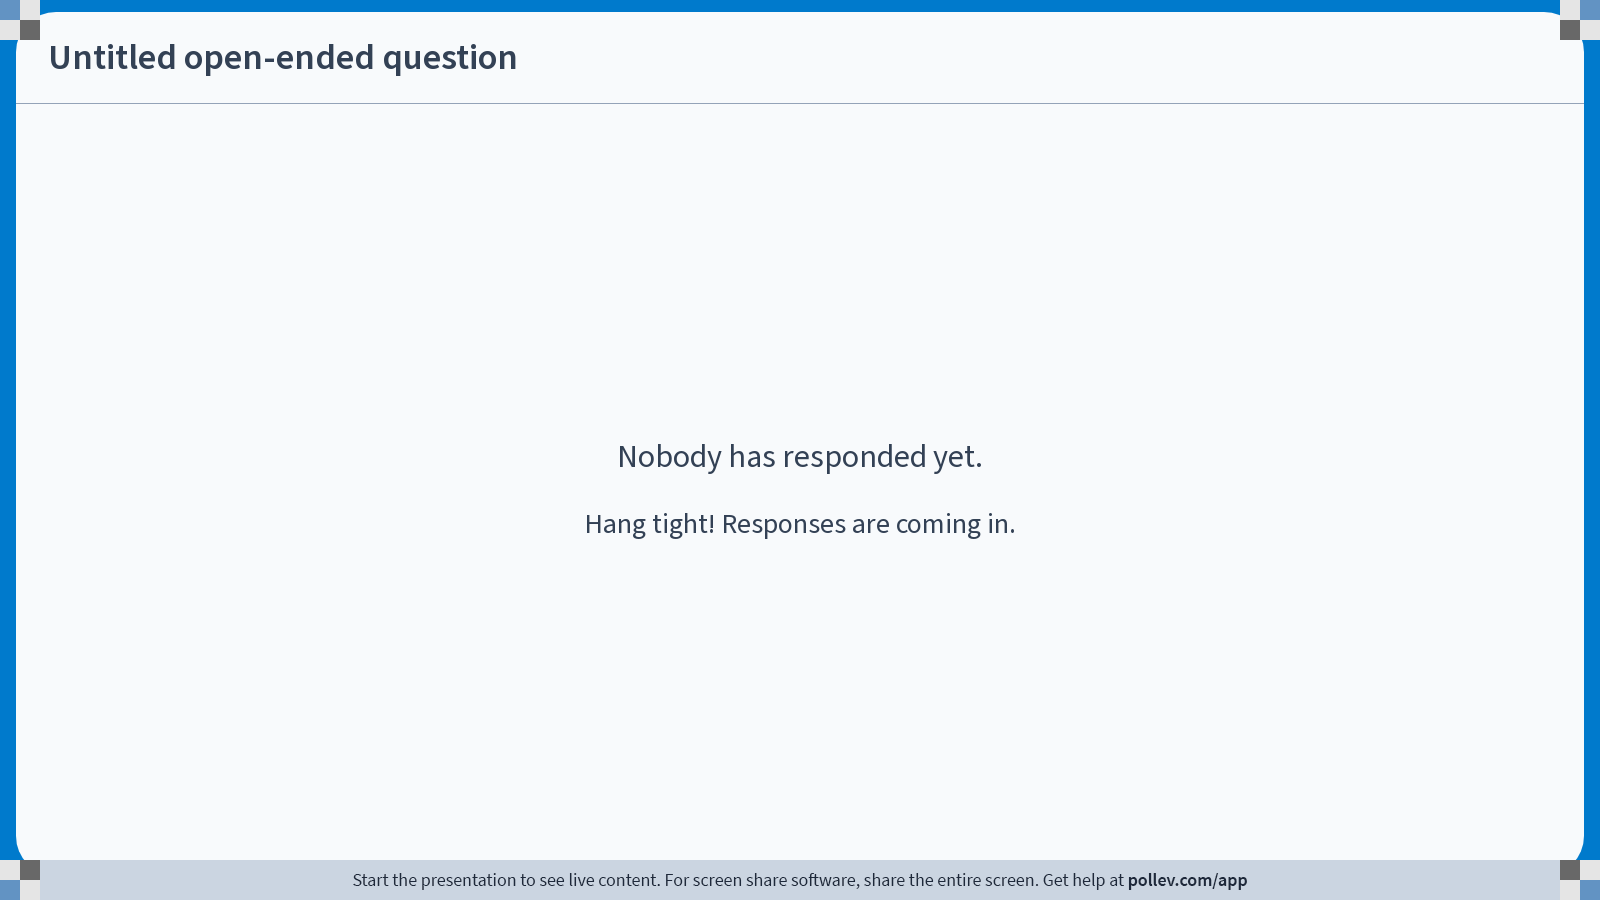 Untitled open-ended question
Nobody has responded yet.
Hang tight! Responses are coming in.
Start the presentation to see live content. For screen share software, share the entire screen. Get help at pollev.com/app